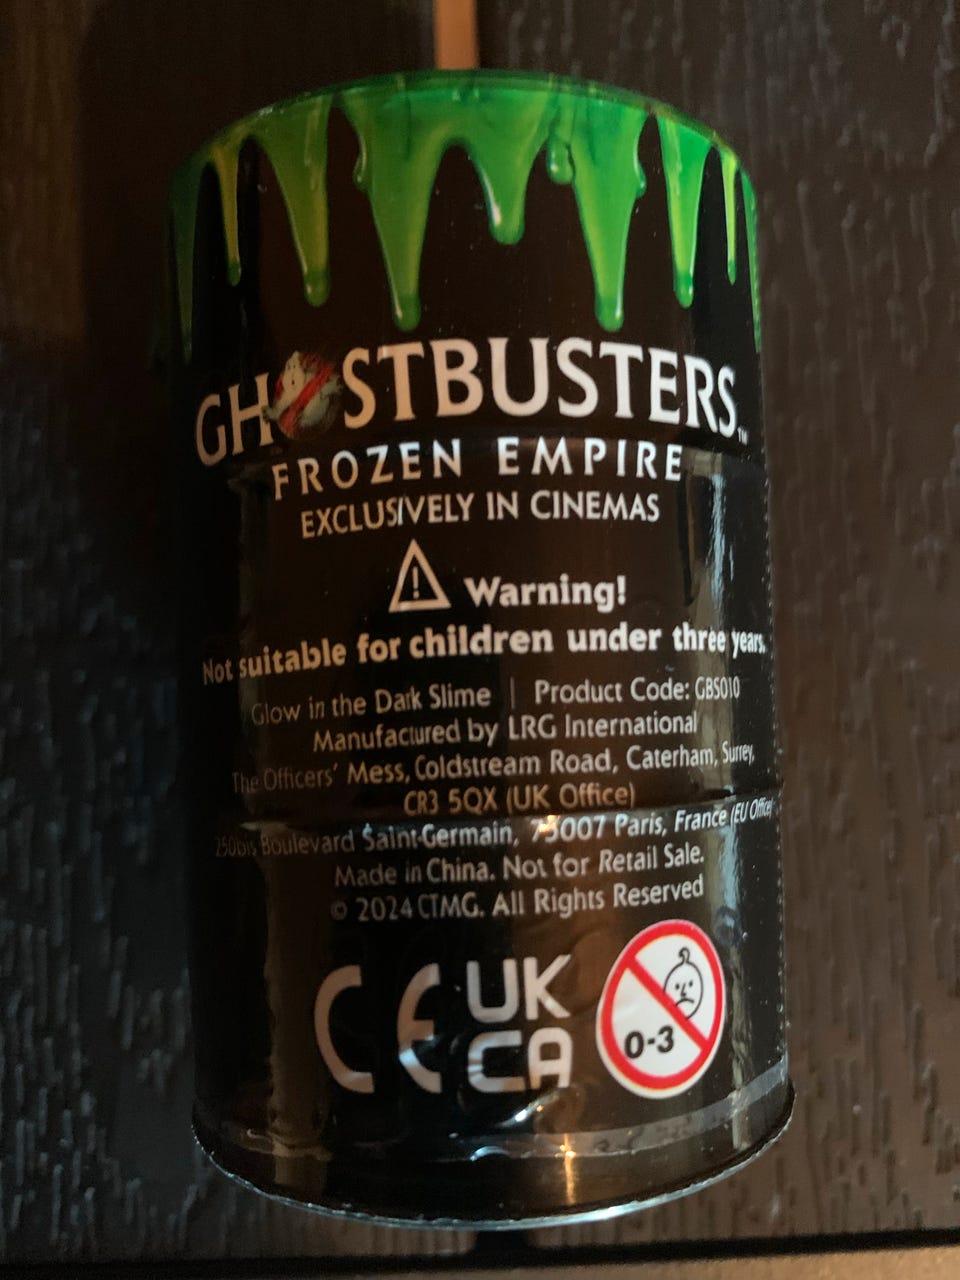 GHOSTBUSTERS™
FROZEN EMPIRE
EXCLUSIVELY IN CINEMAS
Warning!
Not suitable for children under three years.
Glow in the Dark Slime | Product Code: GBS010
Manufactured by LRG International
The Officers' Mess, Coldstream Road, Caterham, Surrey,
CR3 5QX (UK Office)
250bis Boulevard Saint-Germain, 75007 Paris, France (EU Office)
Made in China. Not for Retail Sale.
© 2024 CTMG. All Rights Reserved
CE UK
CA
0-3